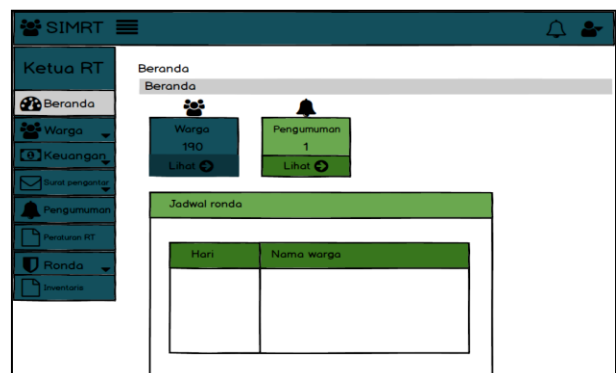 SIMRT
Ketua RT
Beranda
Warga
Keuangan
Surat pengantar
Pengumuman
Peraturan RT
Ronda
Inventaris
Beranda
Beranda
Warga
190
Lihat
Pengumuman
1
Lihat
Jadwal ronda
Hari Nama warga